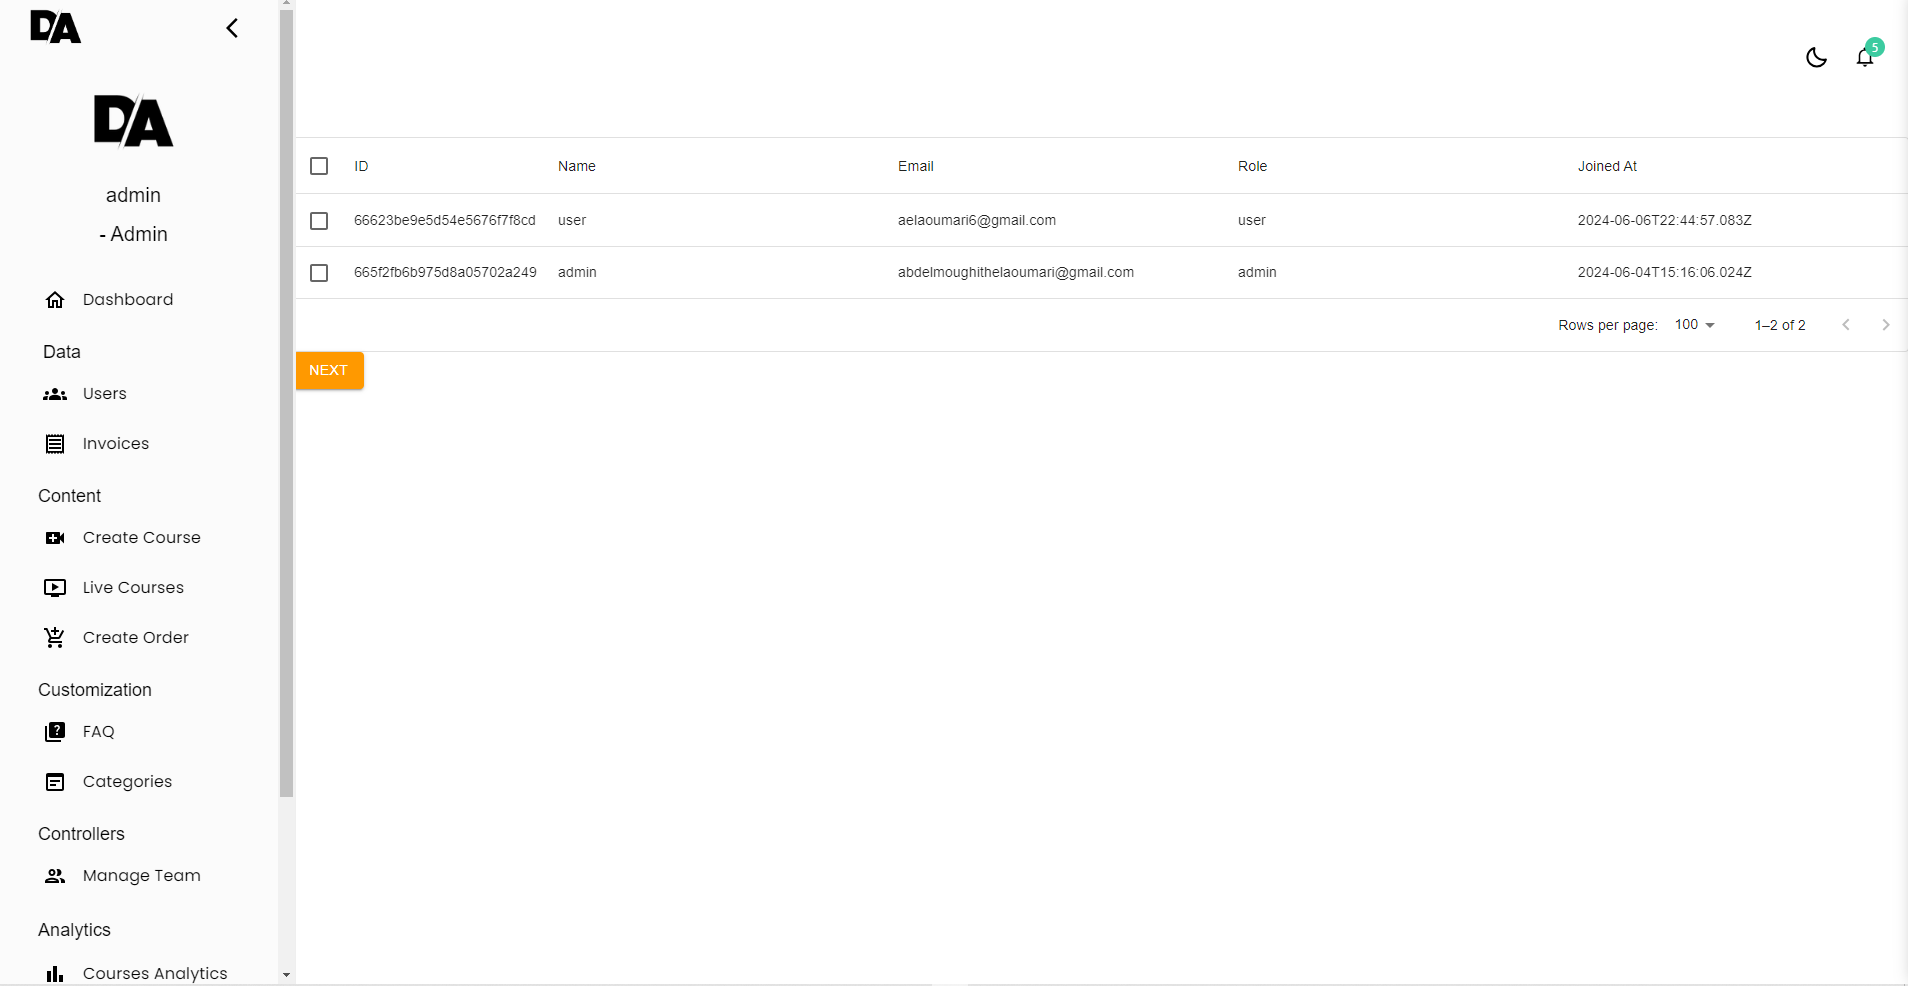 DA
DA
admin
- Admin
Dashboard
Data
Users
Invoices
Content
Create Course
Live Courses
Create Order
Customization
FAQ
Categories
Controllers
Manage Team
Analytics
Courses Analytics
5
ID Name Email Role Joined At
66623be9e5d54e5676f7f8cd user aelaoumari6@gmail.com user 2024-06-06T22:44:57.083Z
665f2fb6b975d8a05702a249 admin abdelmoughithelaoumari@gmail.com admin 2024-06-04T15:16:06.024Z
Rows per page: 100 1–2 of 2
NEXT